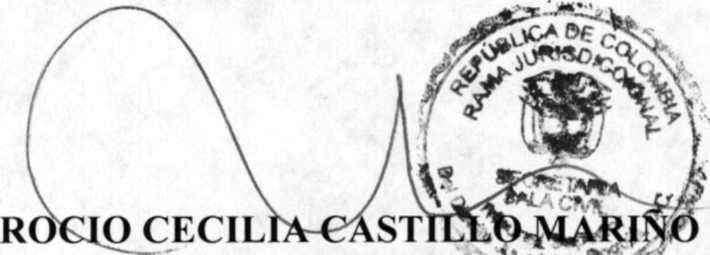 REPÚBLICA DE COLOMBIA
RAMA JURISDICCIONAL
SECRETARIA
SALA CIVIL
ROCIO CECILIA CASTILLO MARIÑO